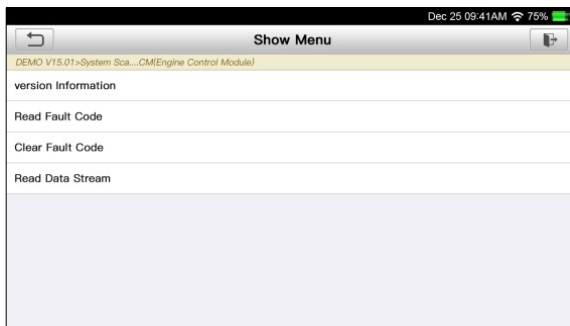 Dec 25 09:41AM 75%
Show Menu
DEMO V15.01>System Sca....CM(Engine Control Module)
version Information
Read Fault Code
Clear Fault Code
Read Data Stream